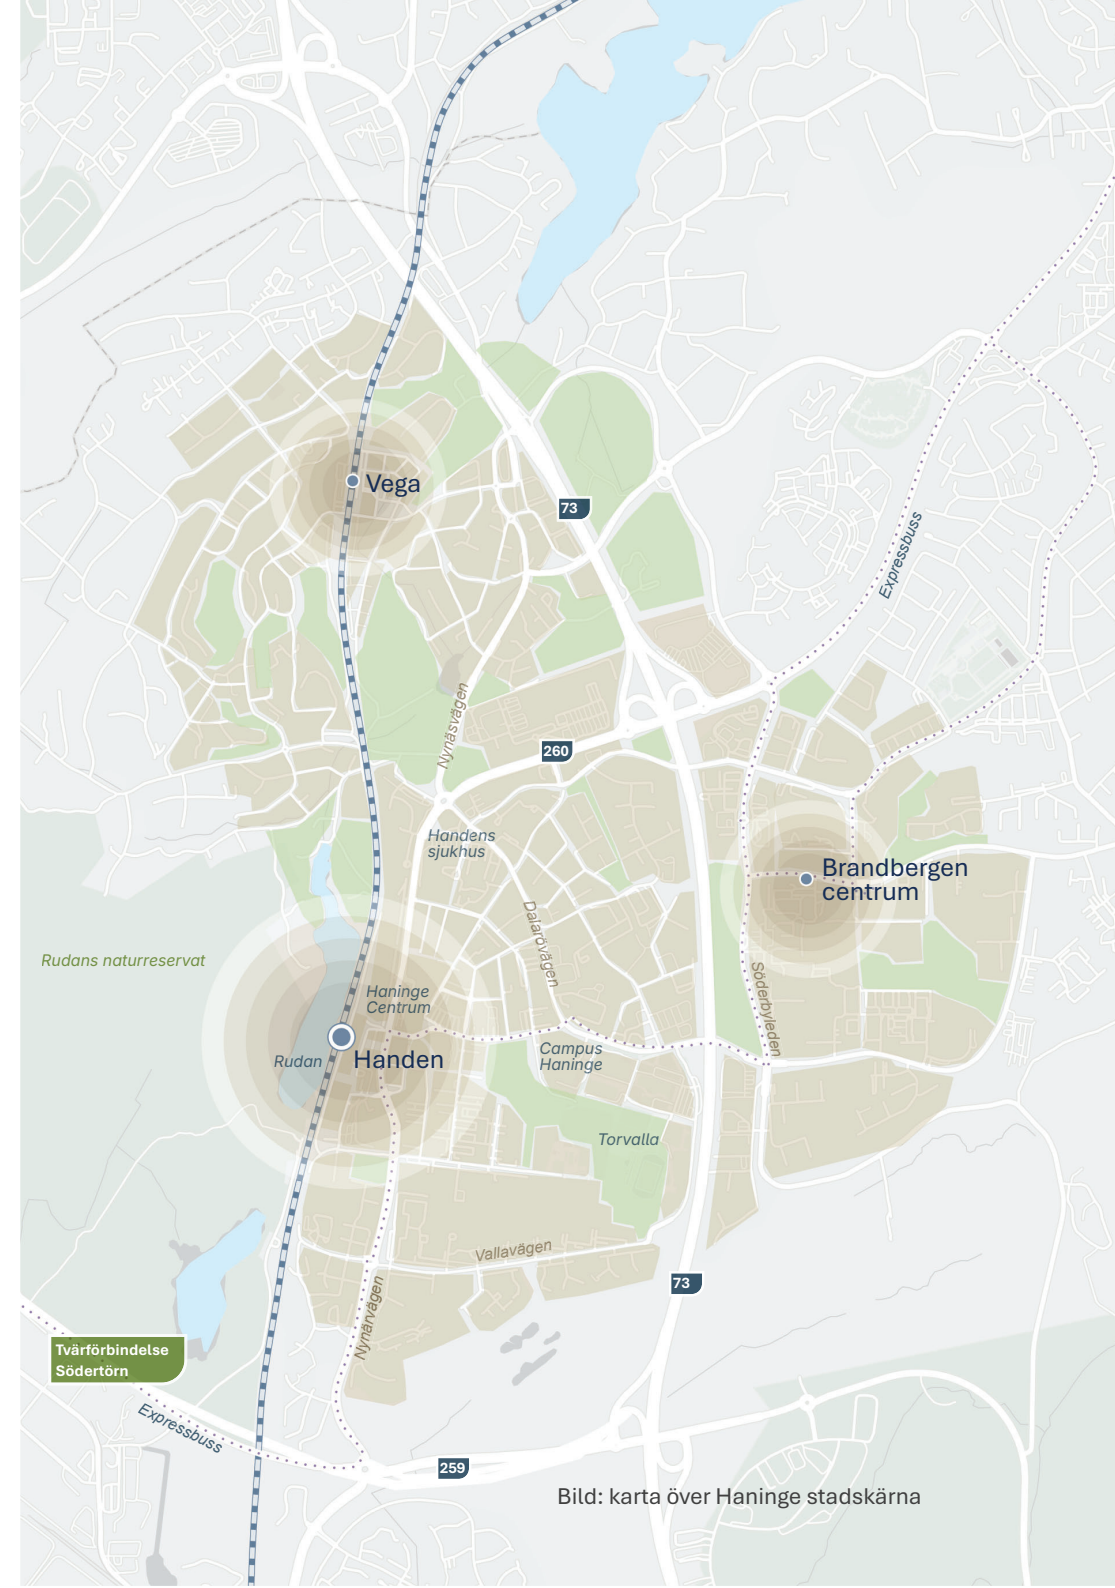 Vega
73
Expressbuss
Nynäsvägen
260
Handens
sjukhus
Brandbergen
centrum
Dalarövägen
Rudans naturreservat
Söderbyleden
Haninge
Centrum
Rudan
Handen
Campus
Haninge
Torvalla
Vallavägen
73
Nynärvägen
Tvärförbindelse
Södertörn
Expressbuss
259
Bild: karta över Haninge stadskärna